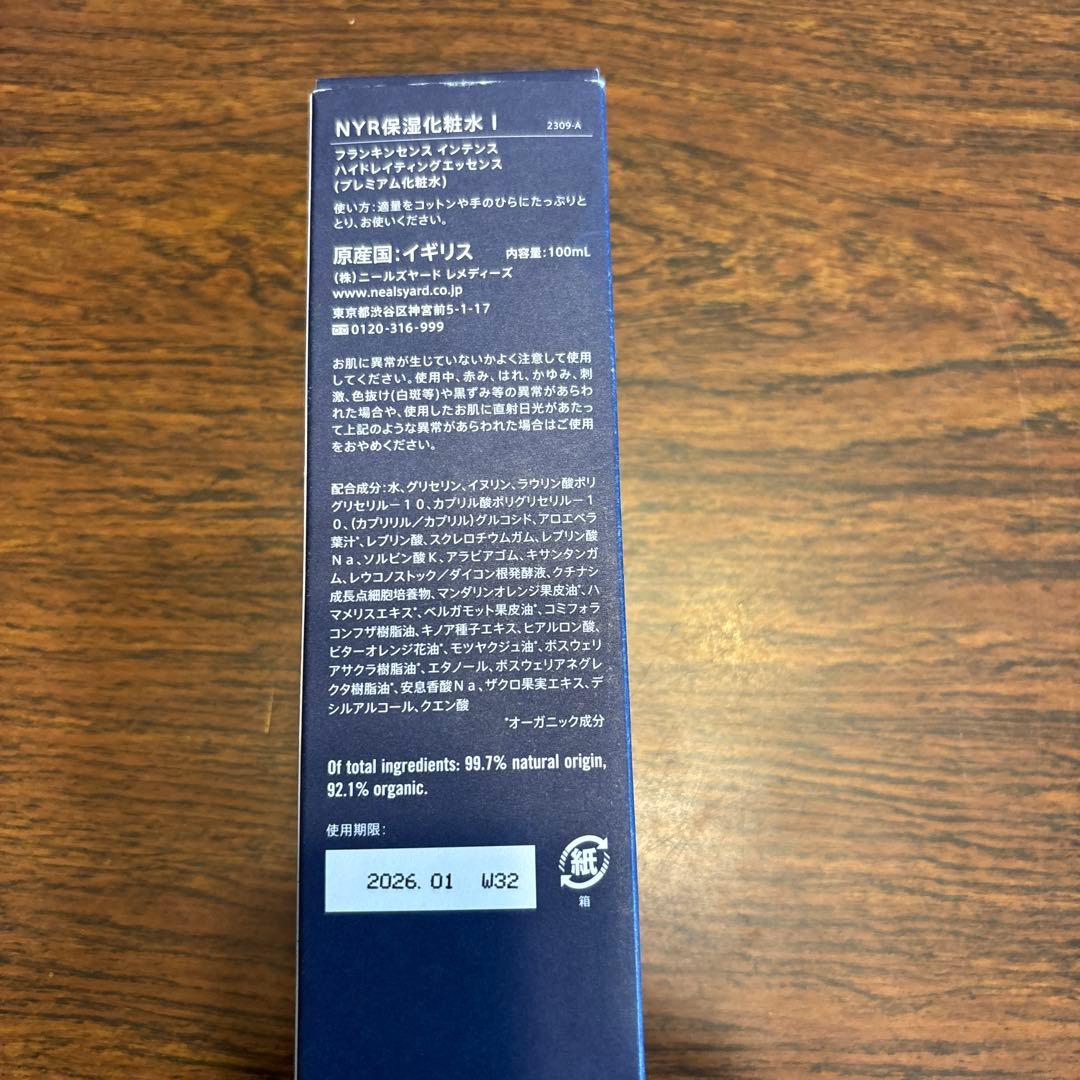 NYR保湿化粧水Ⅰ 2309-A
フランキンセンス インテンス
ハイドレイティングエッセンス
(プレミアム化粧水)
使い方:適量をコットンや手のひらにたっぷりと
とり、お使いください。
原産国:イギリス 内容量:100mL
(株)ニールズヤード レメディーズ
www.nealsyard.co.jp
東京都渋谷区神宮前5-1-17
0120-316-999
お肌に異常が生じていないかよく注意して使用
してください。使用中、赤み、はれ、かゆみ、刺
激、色抜け(白斑等)や黒ずみ等の異常があらわ
れた場合や、使用したお肌に直射日光があたっ
て上記のような異常があらわれた場合はご使用
をおやめください。
配合成分:水、グリセリン、イヌリン、ラウリン酸ポリ
グリセリル－１０、カプリル酸ポリグリセリル－１
０、(カプリリル／カプリル)グルコシド、アロエベラ
葉汁*、レブリン酸、スクレロチウムガム、レブリン酸
Ｎａ、ソルビン酸Ｋ、アラビアゴム、キサンタンガ
ム、レウコノストック／ダイコン根発酵液、クチナシ
成長点細胞培養物、マンダリンオレンジ果皮油*、ハ
マメリスエキス*、ベルガモット果皮油*、コミフォラ
コンフザ樹脂油、キノア種子エキス、ヒアルロン酸、
ビターオレンジ花油*、モツヤクジュ油*、ボスウェリ
アサクラ樹脂油*、エタノール、ボスウェリアネグレ
クタ樹脂油*、安息香酸Ｎａ、ザクロ果実エキス、デ
シルアルコール、クエン酸
*オーガニック成分
Of total ingredients: 99.7% natural origin,
92.1% organic.
使用期限:
2026.01 W32
紙
箱